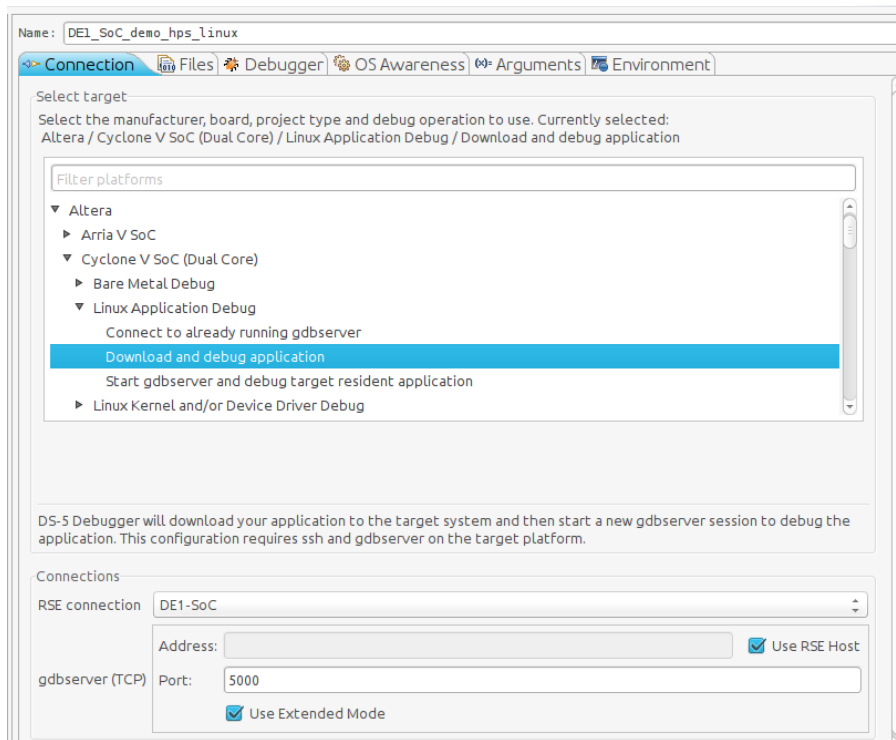 Name: DE1_SoC_demo_hps_linux
Connection Files Debugger OS Awareness Arguments Environment
Select target
Select the manufacturer, board, project type and debug operation to use. Currently selected:
Altera / Cyclone V SoC (Dual Core) / Linux Application Debug / Download and debug application
Filter platforms
Altera
Arria V SoC
Cyclone V SoC (Dual Core)
Bare Metal Debug
Linux Application Debug
Connect to already running gdbserver
Download and debug application
Start gdbserver and debug target resident application
Linux Kernel and/or Device Driver Debug
DS-5 Debugger will download your application to the target system and then start a new gdbserver session to debug the
application. This configuration requires ssh and gdbserver on the target platform.
Connections
RSE connection DE1-SoC
Address: Use RSE Host
gdbserver (TCP) Port: 5000
Use Extended Mode